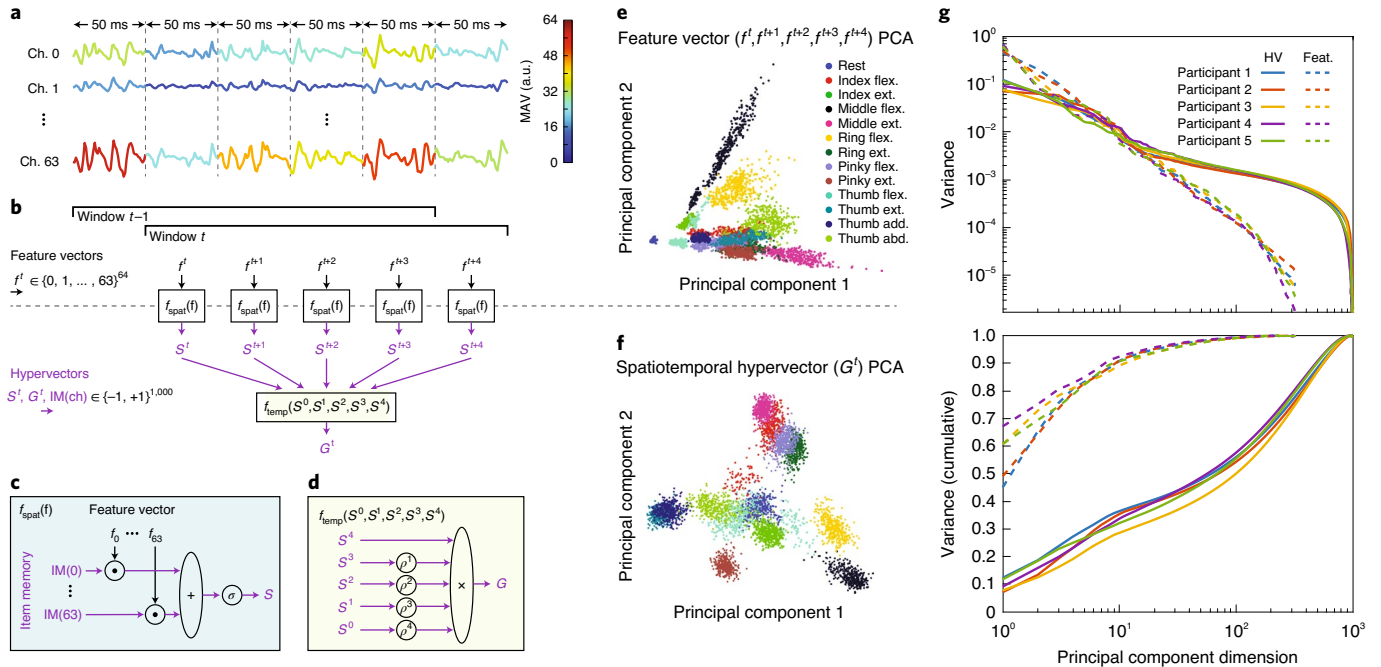 a
50 ms 50 ms 50 ms 50 ms 50 ms 50 ms
Ch. 0
Ch. 1
⋮ ⋮
Ch. 63
MAV (a.u.)
64
48
32
16
0
b
Window t−1
Window t
Feature vectors
f^t ∈ {0, 1, ... , 63}^64
f^t f^t+1 f^t+2 f^t+3 f^t+4
f_spat(f) f_spat(f) f_spat(f) f_spat(f) f_spat(f)
S^t S^t+1 S^t+2 S^t+3 S^t+4
Hypervectors
S^t, G^t, IM(ch) ∈ {−1, +1}^1,000
f_temp(S^0,S^1,S^2,S^3,S^4)
G^t
c
f_spat(f) Feature vector
f_0 ••• f_63
Item memory
IM(0)
⋮
IM(63)
+ σ S
d
f_temp(S^0,S^1,S^2,S^3,S^4)
S^4
S^3 ρ^1
S^2 ρ^2
S^1 ρ^3
S^0 ρ^4
× G
e
Feature vector (f^t,f^t+1,f^t+2,f^t+3,f^t+4) PCA
Principal component 2
Principal component 1
Rest
Index flex.
Index ext.
Middle flex.
Middle ext.
Ring flex.
Ring ext.
Pinky flex.
Pinky ext.
Thumb flex.
Thumb ext.
Thumb add.
Thumb abd.
f
Spatiotemporal hypervector (G^t) PCA
Principal component 2
Principal component 1
g
Variance
10^0
10^−1
10^−2
10^−3
10^−4
10^−5
HV Feat.
Participant 1
Participant 2
Participant 3
Participant 4
Participant 5
Variance (cumulative)
1.0
0.9
0.8
0.7
0.6
0.5
0.4
0.3
0.2
0.1
0
10^0 10^1 10^2 10^3
Principal component dimension